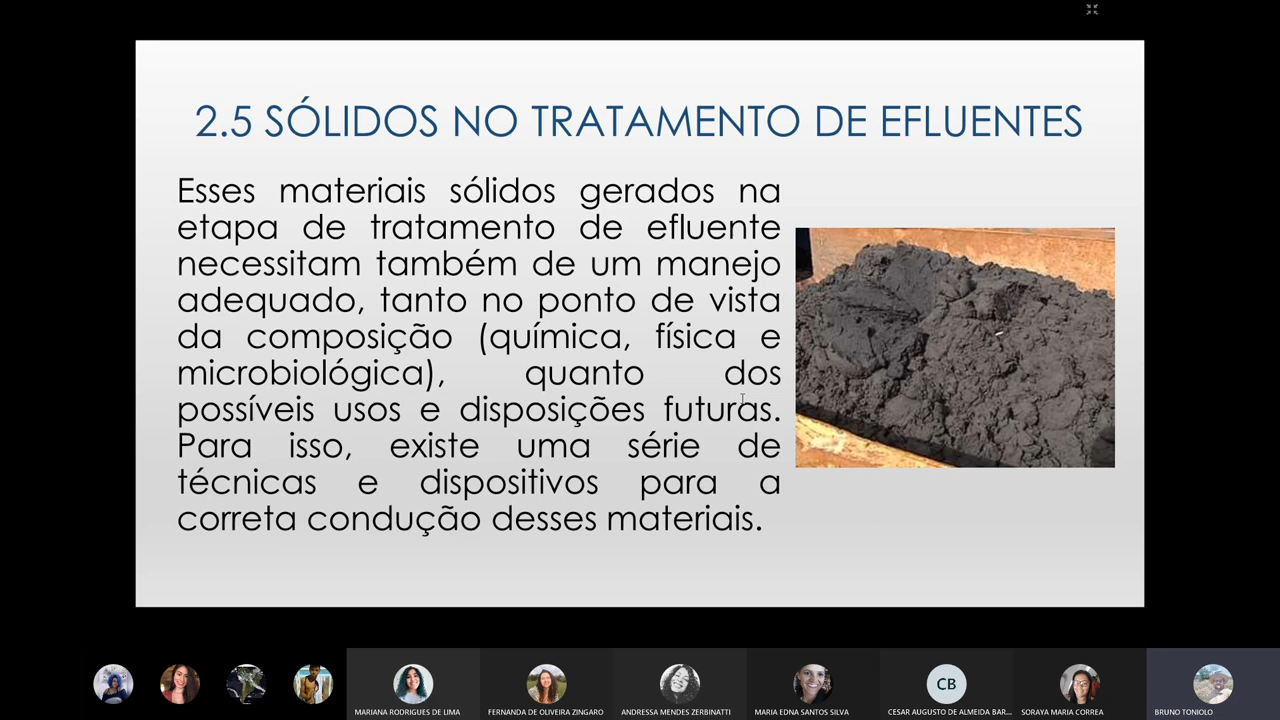 2.5 SÓLIDOS NO TRATAMENTO DE EFLUENTES
Esses materiais sólidos gerados na
etapa de tratamento de efluente
necessitam também de um manejo
adequado, tanto no ponto de vista
da composição (química, física e
microbiológica), quanto dos
possíveis usos e disposições futuras.
Para isso, existe uma série de
técnicas e dispositivos para a
correta condução desses materiais.
CB
MARIANA RODRIGUES DE LIMA
FERNANDA DE OLIVEIRA ZINGARO
ANDRESSA MENDES ZERBINATTI
MARIA EDNA SANTOS SILVA
CESAR AUGUSTO DE ALMEIDA BAR...
SORAYA MARIA CORREA
BRUNO TONIOLO